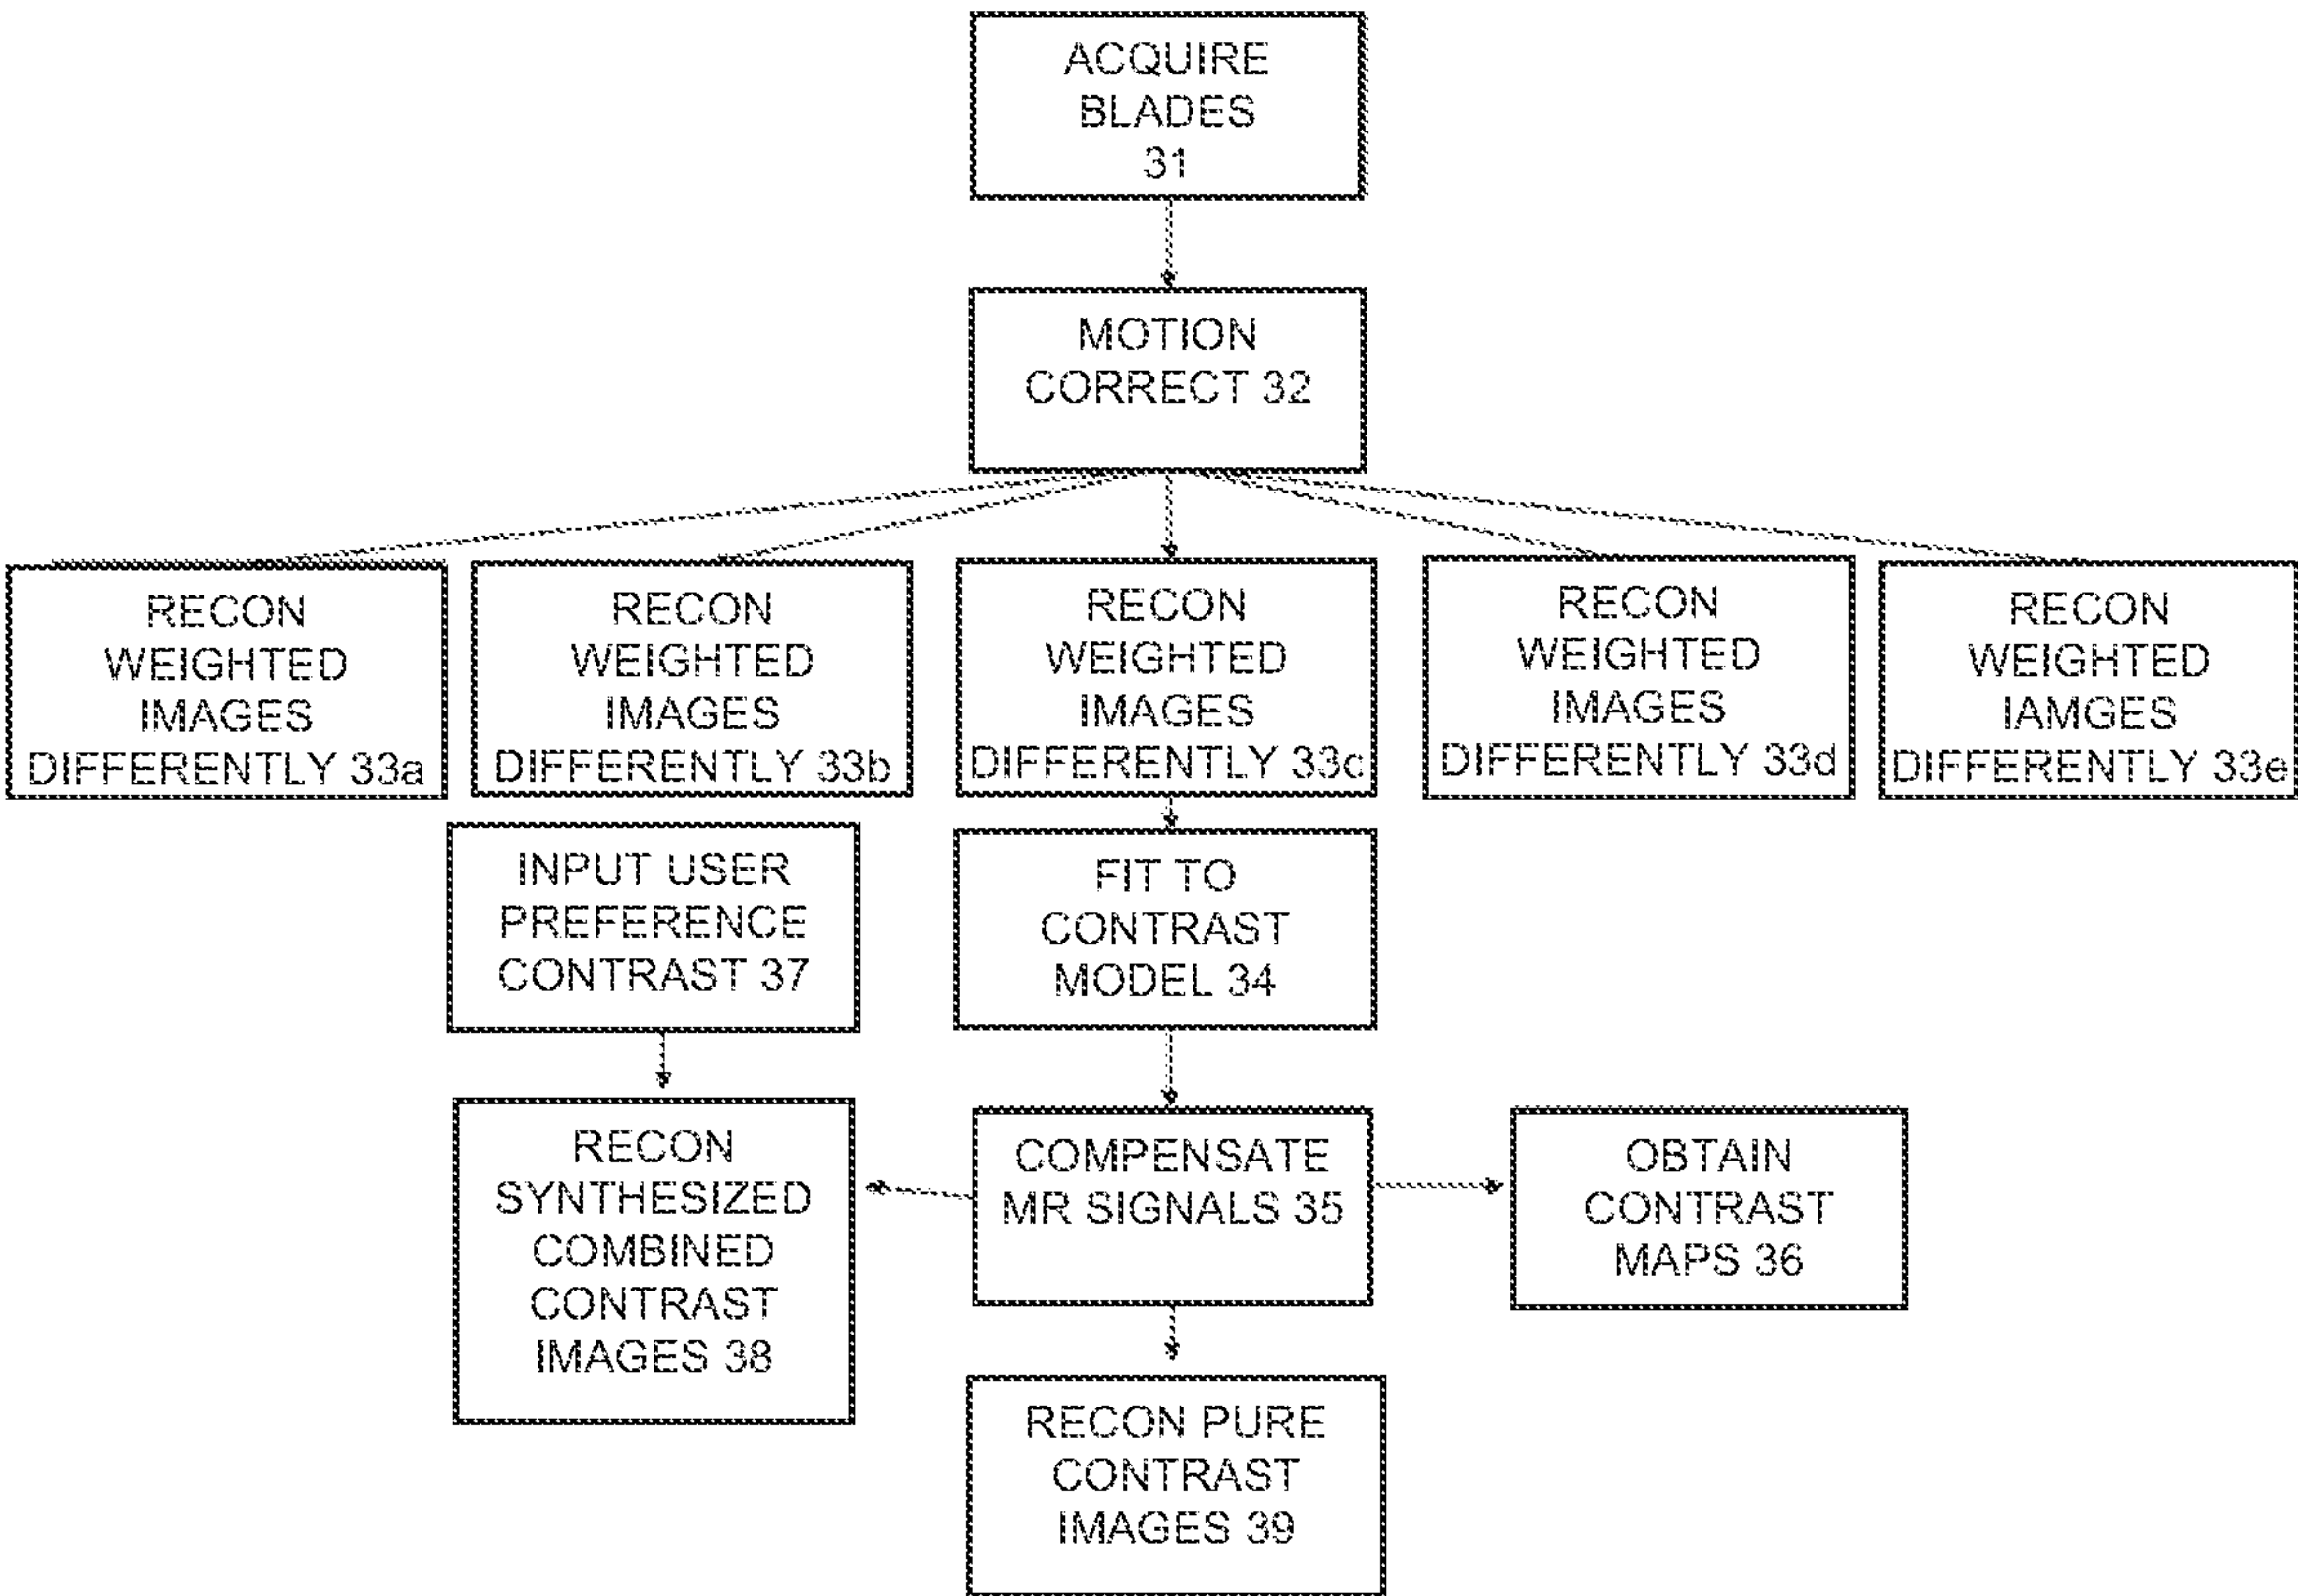 ACQUIRE
BLADES
31
MOTION
CORRECT 32
RECON
WEIGHTED
IMAGES
DIFFERENTLY 33a
RECON
WEIGHTED
IMAGES
DIFFERENTLY 33b
RECON
WEIGHTED
IMAGES
DIFFERENTLY 33c
RECON
WEIGHTED
IMAGES
DIFFERENTLY 33d
RECON
WEIGHTED
IAMGES
DIFFERENTLY 33e
INPUT USER
PREFERENCE
CONTRAST 37
FIT TO
CONTRAST
MODEL 34
RECON
SYNTHESIZED
COMBINED
CONTRAST
IMAGES 38
COMPENSATE
MR SIGNALS 35
OBTAIN
CONTRAST
MAPS 36
RECON PURE
CONTRAST
IMAGES 39